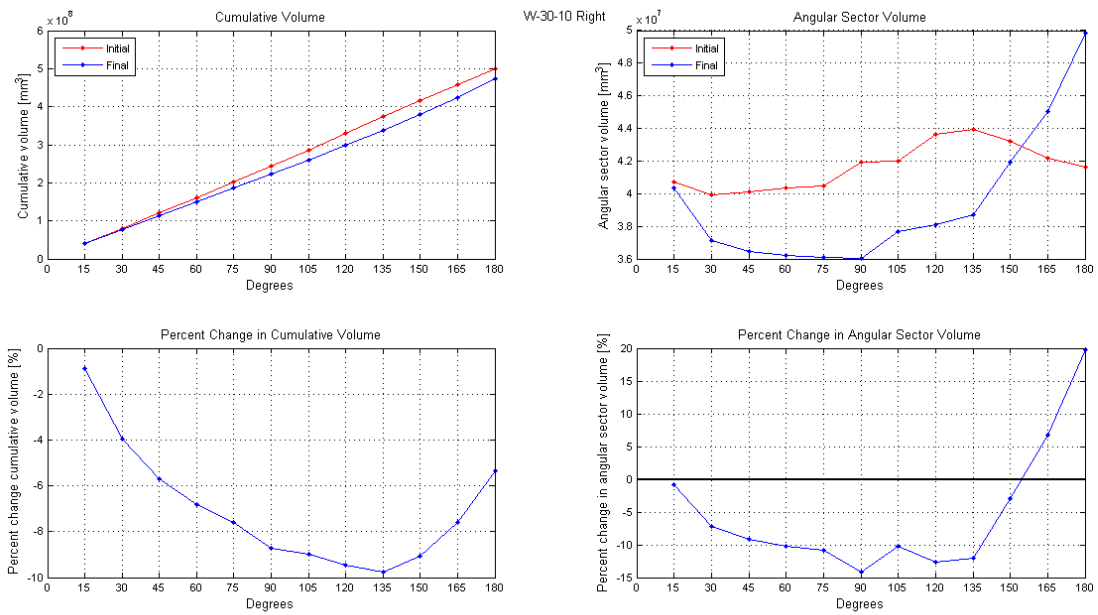 W-30-10 Right
Cumulative Volume
× 10^8
6
5
4
3
2
1
0
Cumulative volume [mm^3]
Initial
Final
0 15 30 45 60 75 90 105 120 135 150 165 180
Degrees
Angular Sector Volume
× 10^7
5
4.8
4.6
4.4
4.2
4
3.8
3.6
Angular sector volume [mm^3]
Initial
Final
0 15 30 45 60 75 90 105 120 135 150 165 180
Degrees
Percent Change in Cumulative Volume
0
-2
-4
-6
-8
-10
Percent change cumulative volume [%]
0 15 30 45 60 75 90 105 120 135 150 165 180
Degrees
Percent Change in Angular Sector Volume
20
15
10
5
0
-5
-10
-15
Percent change in angular sector volume [%]
0 15 30 45 60 75 90 105 120 135 150 165 180
Degrees